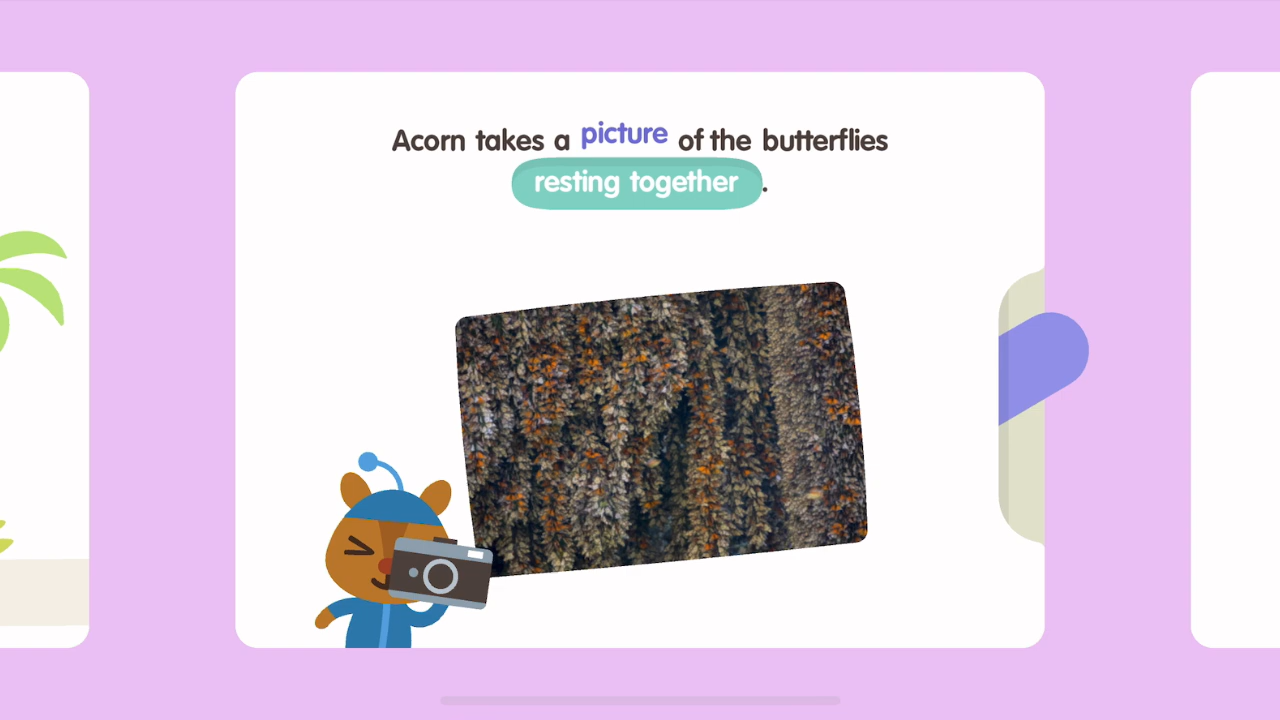 Acorn takes a picture of the butterflies
resting together.